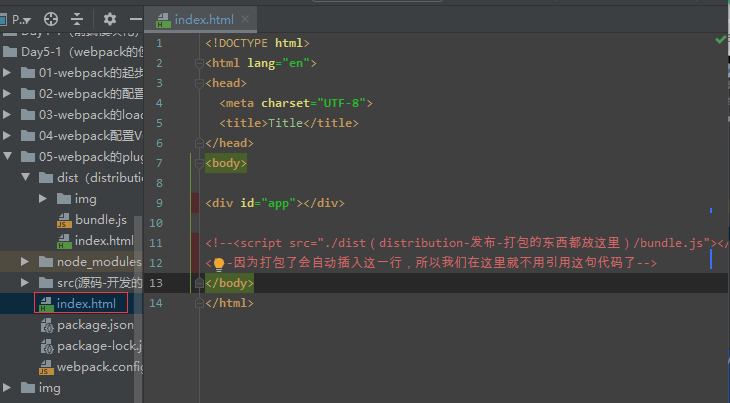 P..
index.html
Day5-1（webpack的使
01-webpack的起步
02-webpack的配置
03-webpack的load
04-webpack配置V
05-webpack的plug
dist（distributi
img
bundle.js
index.html
node_modules
src(源码-开发的
index.html
package.json
package-lock.j
webpack.config
img
1 <!DOCTYPE html>
2 <html lang="en">
3 <head>
4 <meta charset="UTF-8">
5 <title>Title</title>
6 </head>
7 <body>
8
9 <div id="app"></div>
10
11 <!--<script src="./dist（distribution-发布-打包的东西都放这里）/bundle.js"></
12 < -因为打包了会自动插入这一行，所以我们在这里就不用引用这句代码了-->
13 </body>
14 </html>